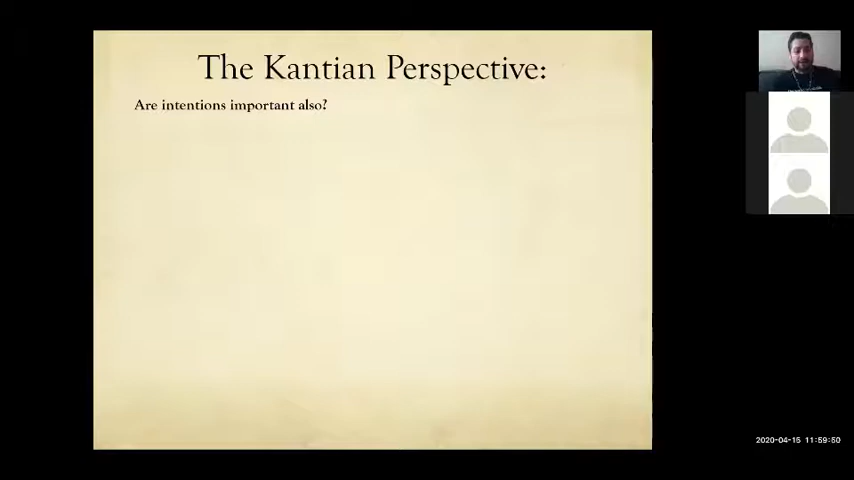 The Kantian Perspective:
Are intentions important also?
2020-04-15 11:59:50